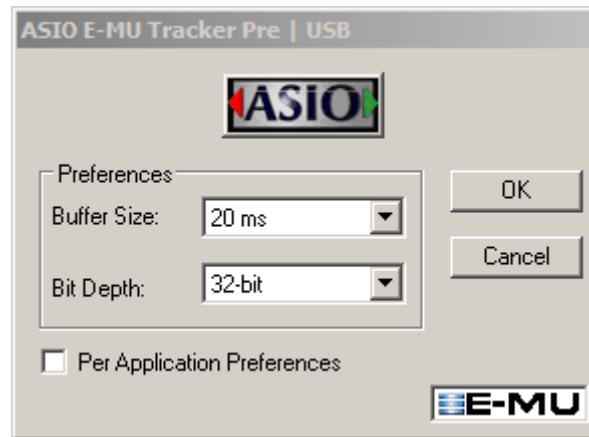 ASIO E-MU Tracker Pre | USB
ASIO
Preferences
Buffer Size: 20 ms
OK
Bit Depth: 32-bit
Cancel
Per Application Preferences
E-MU